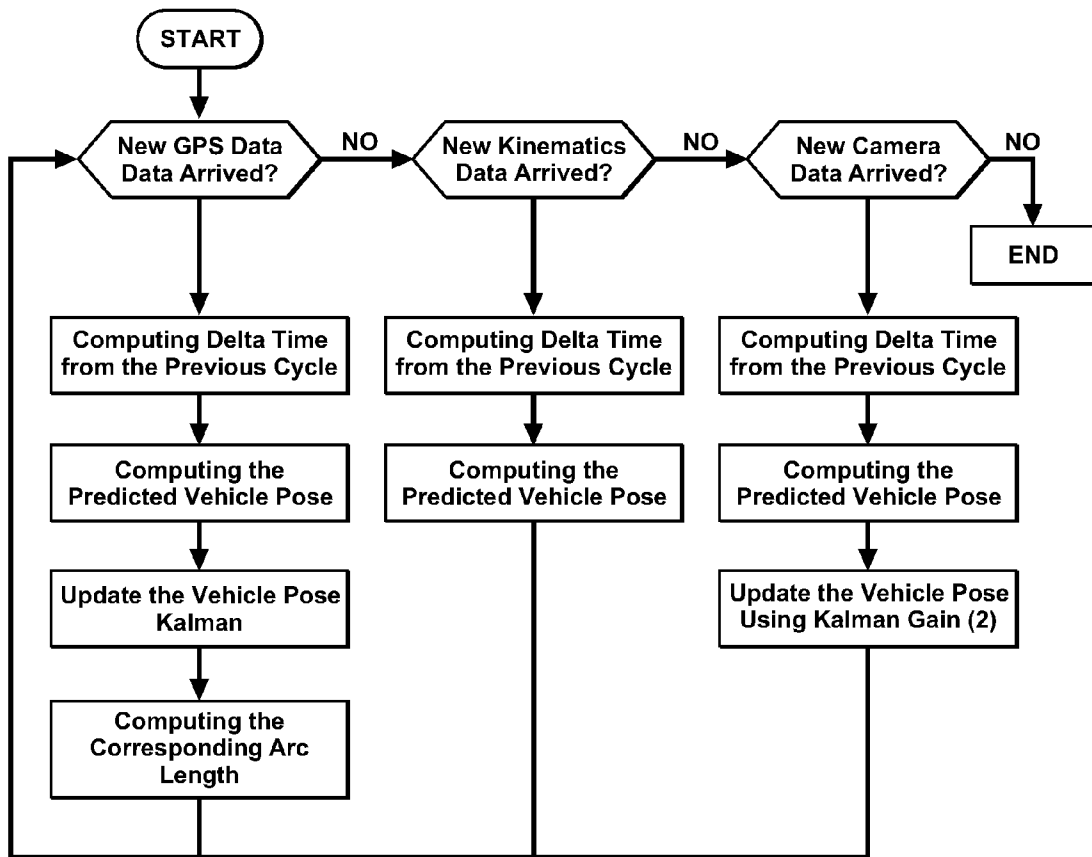 START
New GPS Data
Data Arrived?
NO
New Kinematics
Data Arrived?
NO
New Camera
Data Arrived?
NO
END
Computing Delta Time
from the Previous Cycle
Computing the
Predicted Vehicle Pose
Update the Vehicle Pose
Kalman
Computing the
Corresponding Arc
Length
Computing Delta Time
from the Previous Cycle
Computing the
Predicted Vehicle Pose
Computing Delta Time
from the Previous Cycle
Computing the
Predicted Vehicle Pose
Update the Vehicle Pose
Using Kalman Gain (2)